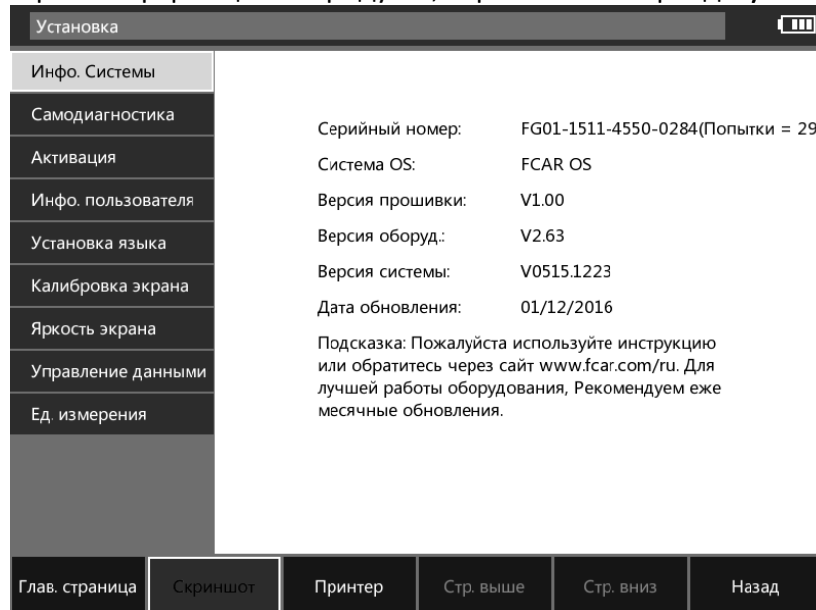 Установка
Инфо. Системы
Самодиагностика
Активация
Инфо. пользователя
Установка языка
Калибровка экрана
Яркость экрана
Управление данными
Ед. измерения
Серийный номер: FG01-1511-4550-0284(Попытки = 29
Система OS: FCAR OS
Версия прошивки: V1.00
Версия оборуд.: V2.63
Версия системы: V0515.1223
Дата обновления: 01/12/2016
Подсказка: Пожалуйста используйте инструкцию
или обратитесь через сайт www.fcar.com/ru. Для
лучшей работы оборудования, Рекомендуем еже
месячные обновления.
Глав. страница Скриншот Принтер Стр. выше Стр. вниз Назад